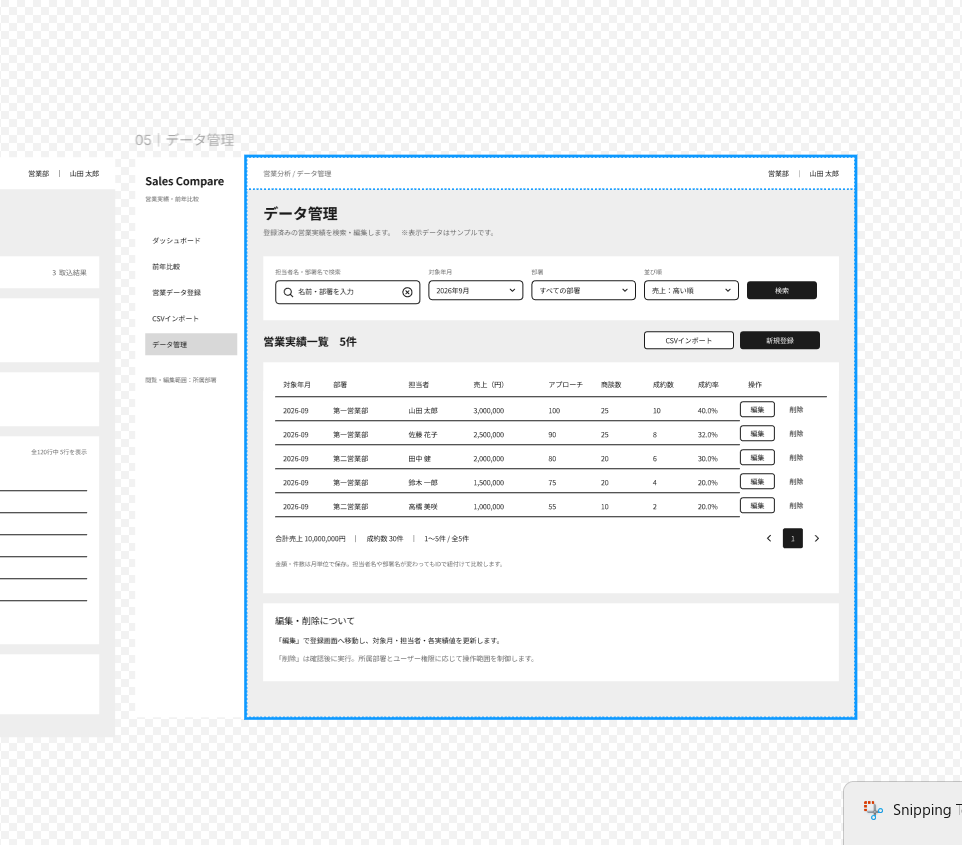 05 | データ管理
営業部 | 山田 太郎
3 取込結果
全120行中 5行を表示
Sales Compare
営業実績・前年比較
ダッシュボード
前年比較
営業データ登録
CSVインポート
データ管理
閲覧・編集範囲：所属部署
営業分析 / データ管理
営業部 | 山田 太郎
データ管理
登録済みの営業実績を検索・編集します。 ※表示データはサンプルです。
担当者名・部署名で検索 対象年月 部署 並び順
名前・部署を入力 2026年9月 すべての部署 売上：高い順 検索
営業実績一覧 5件 CSVインポート 新規登録
対象年月 部署 担当者 売上（円） アプローチ 商談数 成約数 成約率 操作
2026-09 第一営業部 山田 太郎 3,000,000 100 25 10 40.0% 編集 削除
2026-09 第一営業部 佐藤 花子 2,500,000 90 25 8 32.0% 編集 削除
2026-09 第二営業部 田中 健 2,000,000 80 20 6 30.0% 編集 削除
2026-09 第一営業部 鈴木 一郎 1,500,000 75 20 4 20.0% 編集 削除
2026-09 第二営業部 高橋 美咲 1,000,000 55 10 2 20.0% 編集 削除
合計売上 10,000,000円 | 成約数 30件 | 1〜5件 / 全5件 1
金額・件数は月単位で保存。担当者名や部署名が変わってもIDで紐付けて比較します。
編集・削除について
「編集」で登録画面へ移動し、対象月・担当者・各実績値を更新します。
「削除」は確認後に実行。所属部署とユーザー権限に応じて操作範囲を制御します。
Snipping